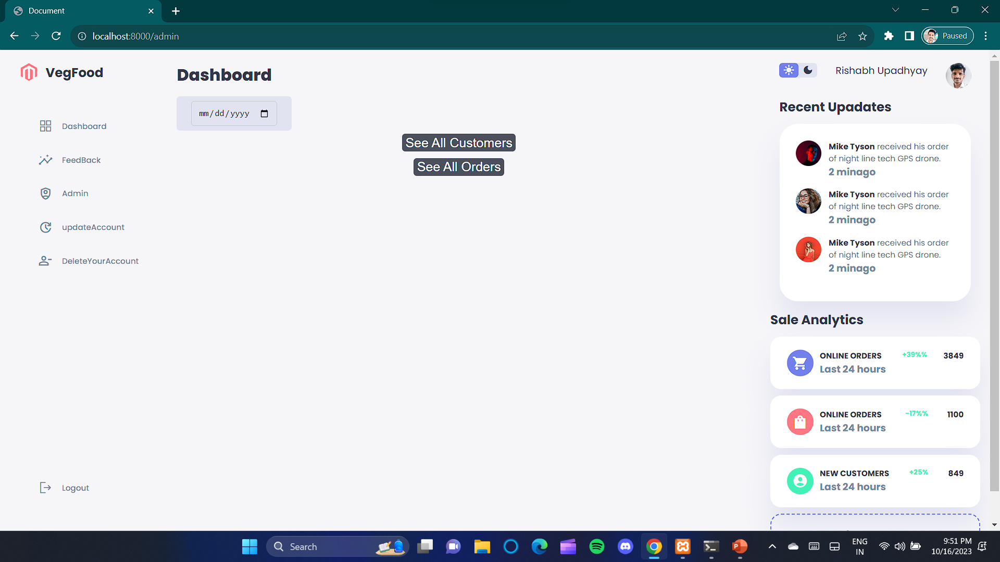 Document
localhost:8000/admin
Paused
VegFood
Dashboard
FeedBack
Admin
updateAccount
DeleteYourAccount
Logout
Dashboard
mm/dd/yyyy
See All Customers
See All Orders
Rishabh Upadhyay
Recent Upadates
Mike Tyson received his order
of night line tech GPS drone.
2 minago
Mike Tyson received his order
of night line tech GPS drone.
2 minago
Mike Tyson received his order
of night line tech GPS drone.
2 minago
Sale Analytics
ONLINE ORDERS +39%% 3849
Last 24 hours
ONLINE ORDERS -17%% 1100
Last 24 hours
NEW CUSTOMERS +25% 849
Last 24 hours
Search
ENG
IN
9:51 PM
10/16/2023